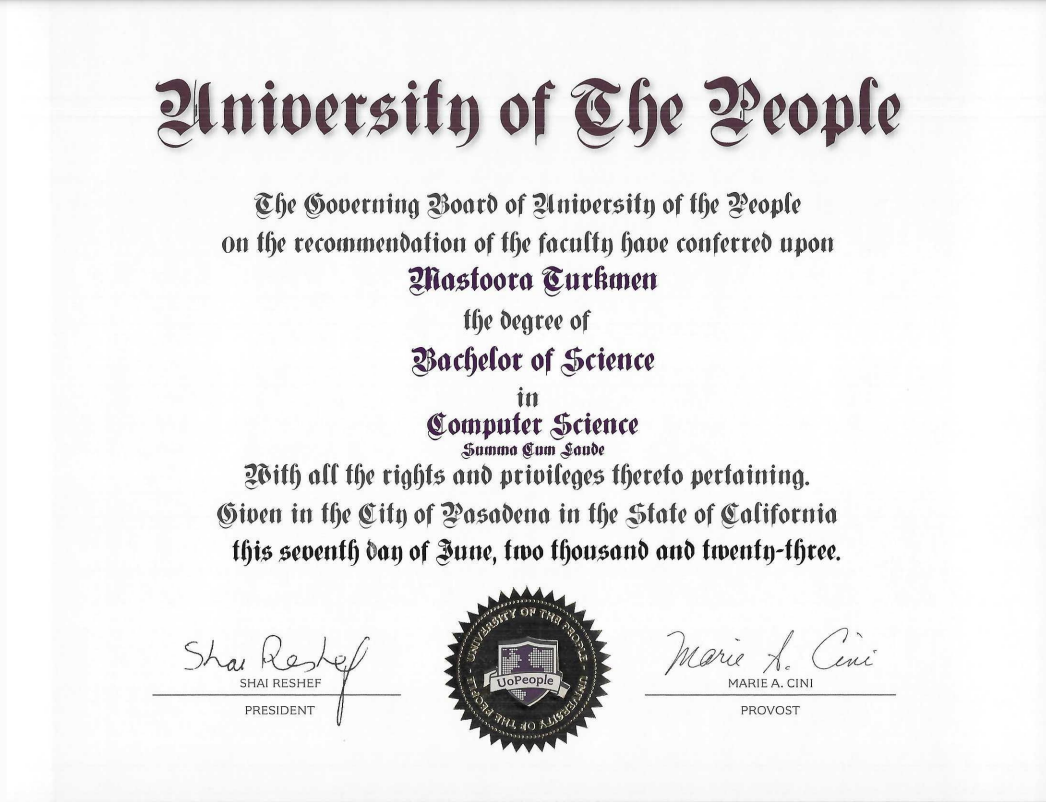 University of The People
The Governing Board of University of the People
on the recommendation of the faculty have conferred upon
Mastoora Turkmen
the degree of
Bachelor of Science
in
Computer Science
Summa Cum Laude
With all the rights and privileges thereto pertaining.
Given in the City of Pasadena in the State of California
this seventh day of June, two thousand and twenty-three.
Shai Reshef
SHAI RESHEF
PRESIDENT
UNIVERSITY OF THE PEOPLE - UNIVERSITY OF THE PEOPLE -
UoPeople
Marie A. Cini
MARIE A. CINI
PROVOST